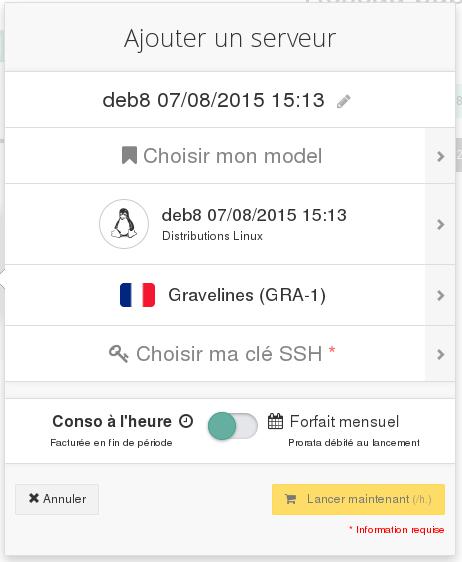 Ajouter un serveur
deb8 07/08/2015 15:13
Choisir mon model
deb8 07/08/2015 15:13
Distributions Linux
Gravelines (GRA-1)
Choisir ma clé SSH *
Conso à l'heure
Facturée en fin de période
Forfait mensuel
Prorata débité au lancement
Annuler
Lancer maintenant (/h.)
* Information requise